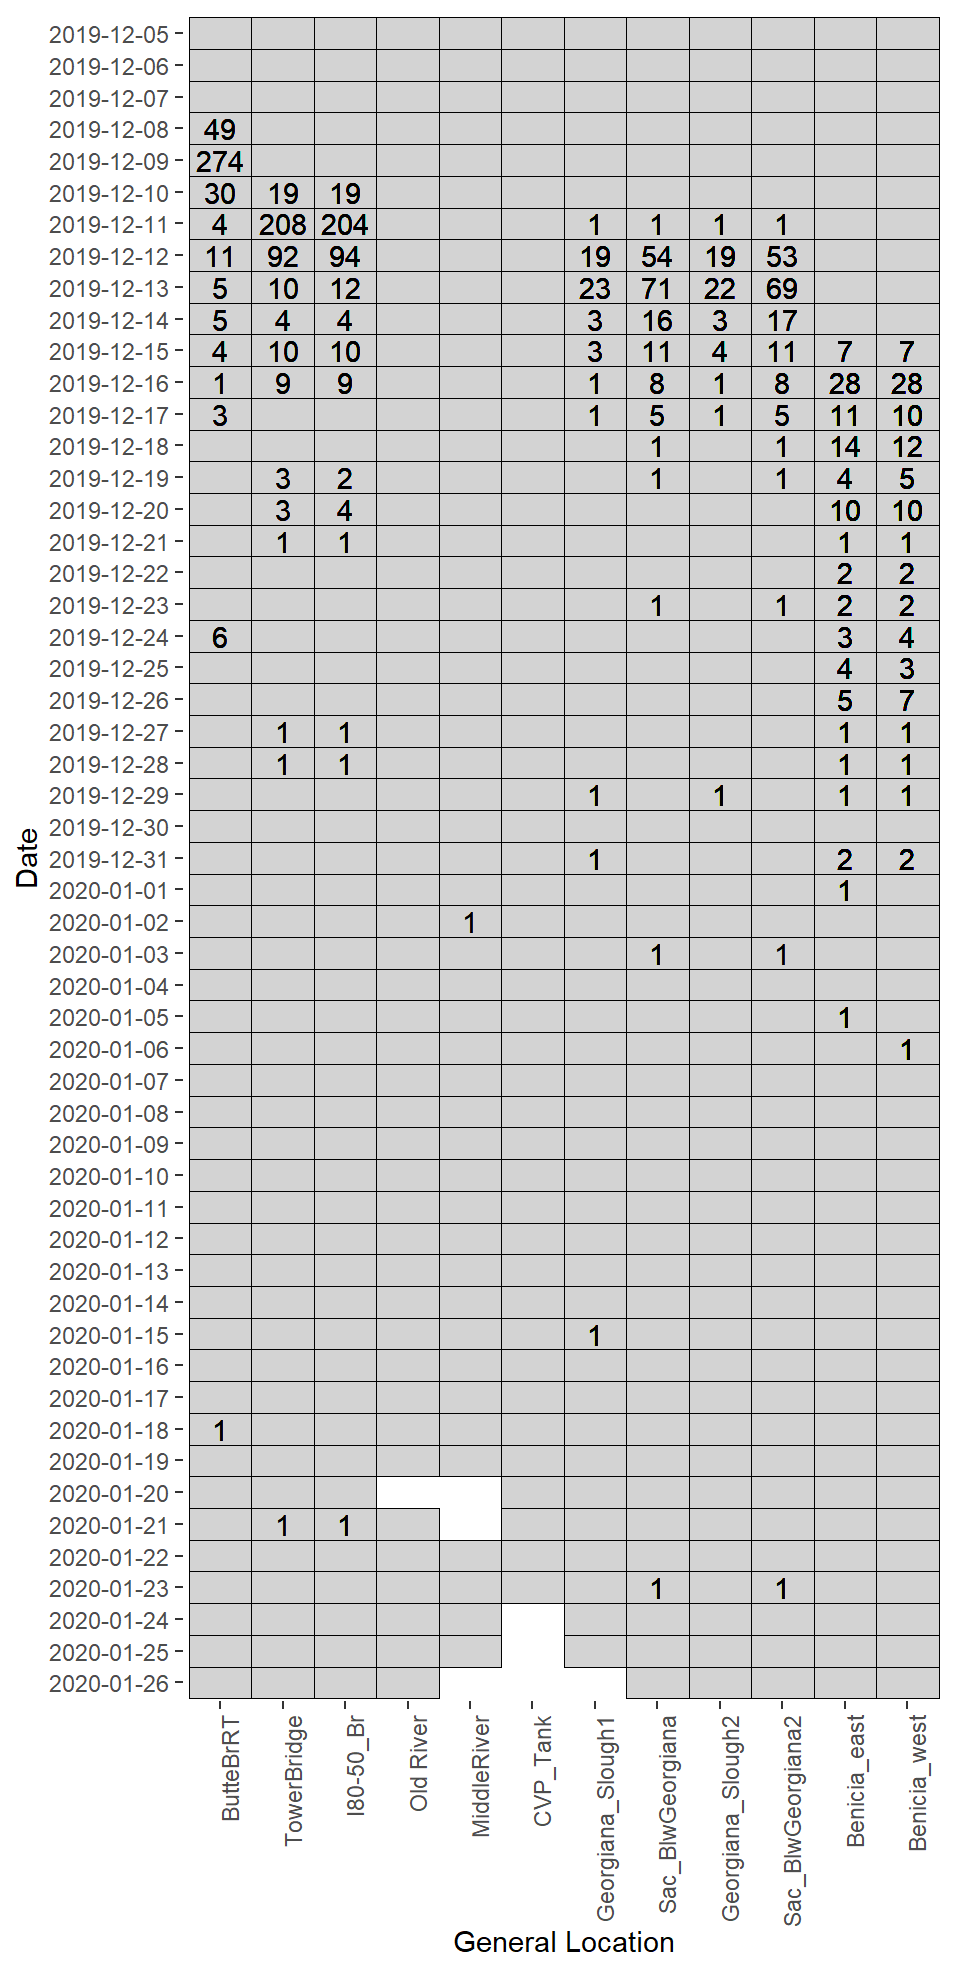 2019-12-05
2019-12-06
2019-12-07
2019-12-08 49
2019-12-09 274
2019-12-10 30 19 19
2019-12-11 4 208 204 1 1 1 1
2019-12-12 11 92 94 19 54 19 53
2019-12-13 5 10 12 23 71 22 69
2019-12-14 5 4 4 3 16 3 17
2019-12-15 4 10 10 3 11 4 11 7 7
2019-12-16 1 9 9 1 8 1 8 28 28
2019-12-17 3 1 5 1 5 11 10
2019-12-18 1 1 14 12
2019-12-19 3 2 1 1 4 5
2019-12-20 3 4 10 10
2019-12-21 1 1 1 1
2019-12-22 2 2
2019-12-23 1 1 2 2
2019-12-24 6 3 4
2019-12-25 4 3
2019-12-26 5 7
2019-12-27 1 1 1 1
2019-12-28 1 1 1 1
2019-12-29 1 1 1 1
2019-12-30
2019-12-31 1 2 2
2020-01-01 1
2020-01-02 1
2020-01-03 1 1
2020-01-04
2020-01-05 1
2020-01-06 1
2020-01-07
2020-01-08
2020-01-09
2020-01-10
2020-01-11
2020-01-12
2020-01-13
2020-01-14
2020-01-15 1
2020-01-16
2020-01-17
2020-01-18 1
2020-01-19
2020-01-20
2020-01-21 1 1
2020-01-22
2020-01-23 1 1
2020-01-24
2020-01-25
2020-01-26
Date
ButteBrRT
TowerBridge
I80-50_Br
Old River
MiddleRiver
CVP_Tank
Georgiana_Slough1
Sac_BlwGeorgiana
Georgiana_Slough2
Sac_BlwGeorgiana2
Benicia_east
Benicia_west
General Location